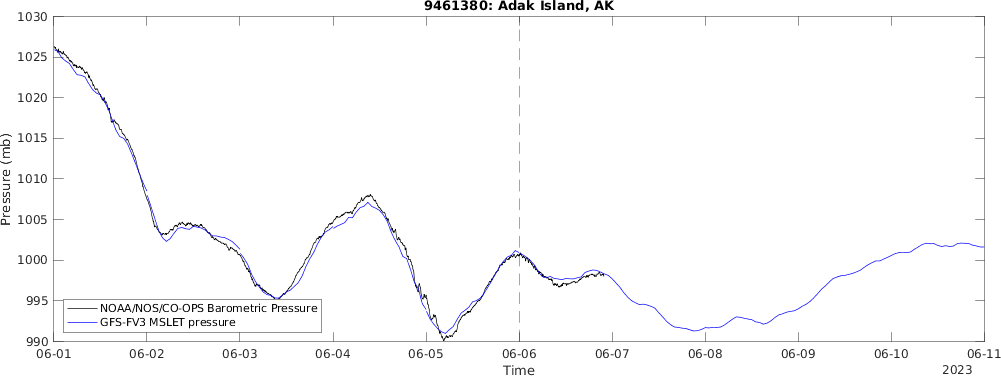 9461380: Adak Island, AK
Pressure (mb)
1030
1025
1020
1015
1010
1005
1000
995
990
NOAA/NOS/CO-OPS Barometric Pressure
GFS-FV3 MSLET pressure
06-01 06-02 06-03 06-04 06-05 06-06 06-07 06-08 06-09 06-10 06-11
Time
2023